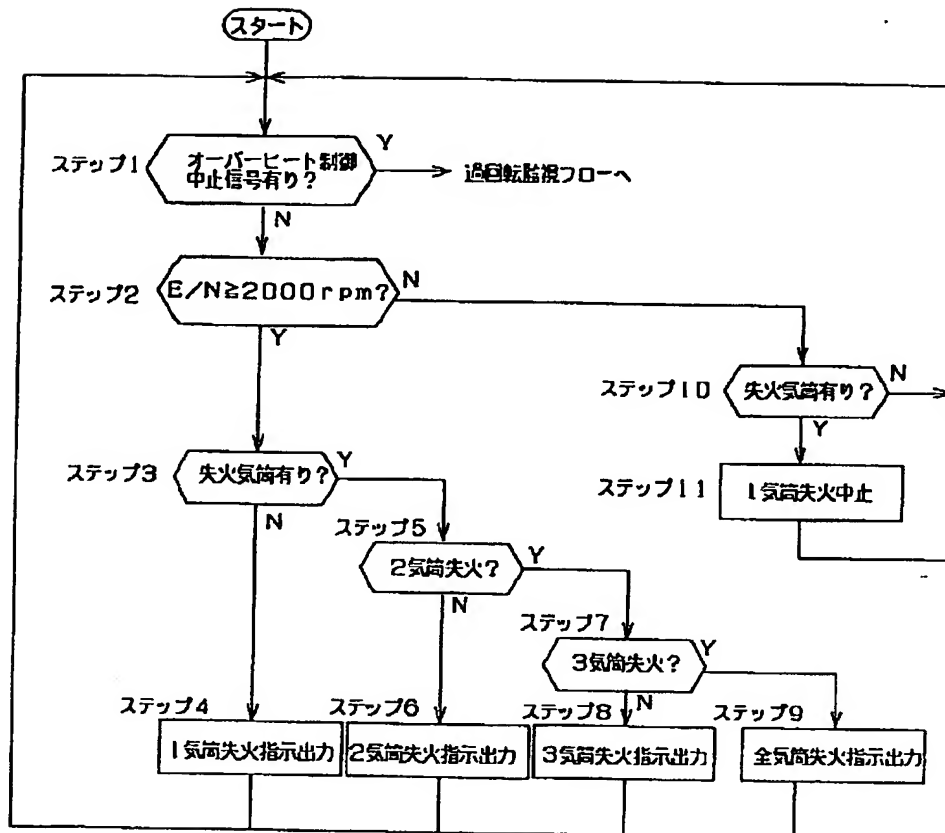 スタート
ステップ1
オーバーヒート制御
中止信号有り?
Y
過回転監視フローへ
N
ステップ2
E/N≧2000rpm?
N
Y
ステップ10
失火気筒有り?
N
Y
ステップ11
1気筒失火中止
ステップ3
失火気筒有り?
Y
N
ステップ5
2気筒失火?
Y
N
ステップ7
3気筒失火?
Y
N
ステップ4
1気筒失火指示出力
ステップ6
2気筒失火指示出力
ステップ8
3気筒失火指示出力
ステップ9
全気筒失火指示出力